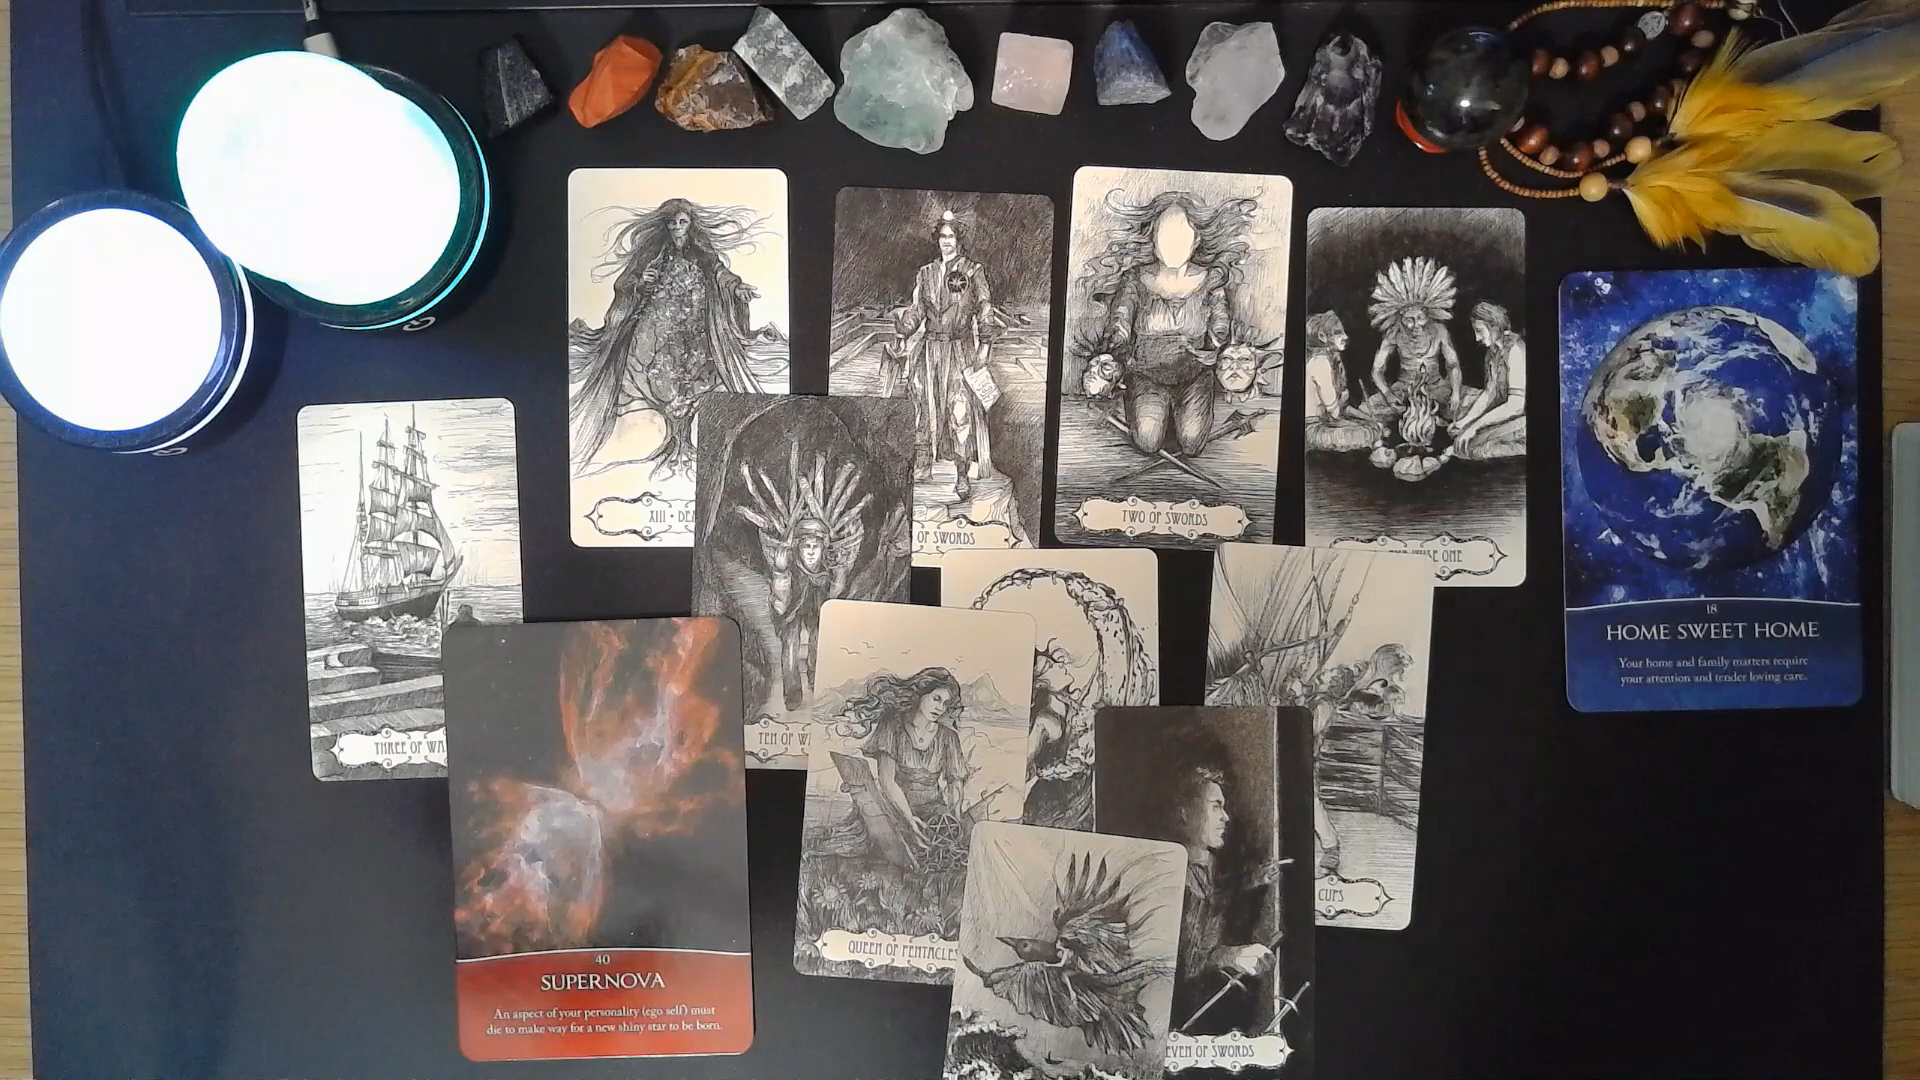 XIII • DE
OF SWORDS
TWO OF SWORDS
WISE ONE
18
HOME SWEET HOME
Your home and family matters require
your attention and tender loving care.
THREE OF WA
TEN OF W
CUPS
QUEEN OF PENTACLES
40
SUPERNOVA
An aspect of your personality (ego self) must
die to make way for a new shiny star to be born.
EVEN OF SWORDS